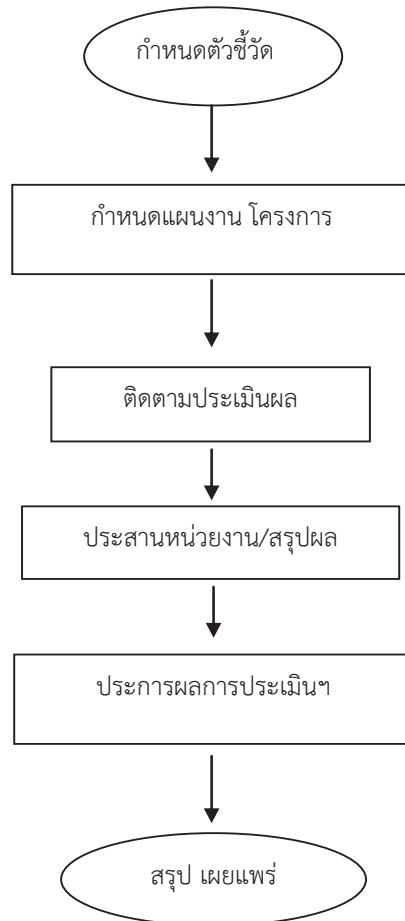 กำหนดตัวชี้วัด
กำหนดแผนงาน โครงการ
ติดตามประเมินผล
ประสานหน่วยงาน/สรุปผล
ประการผลการประเมินฯ
สรุป เผยแพร่